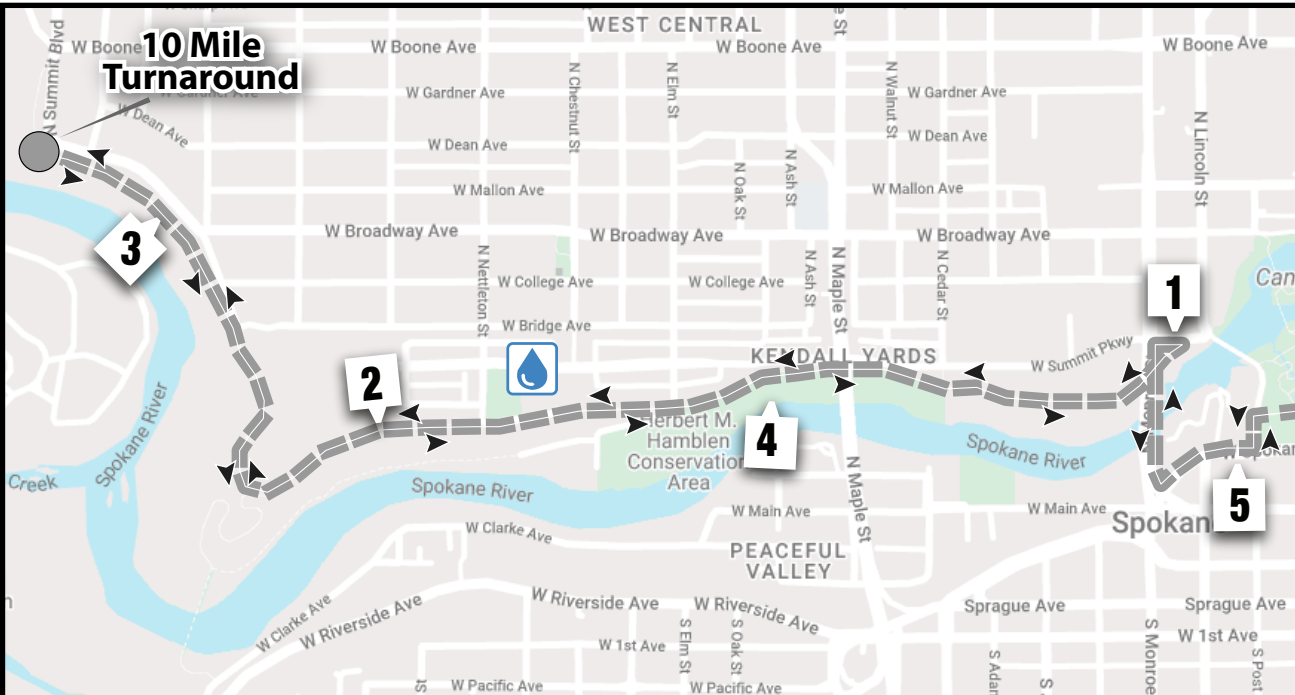 WEST CENTRAL
N Summit Blvd
W Boone Ave
10 Mile
Turnaround
W Boone Ave
W Boone Ave
W Boone Ave
W Gardner Ave
W Gardner Ave
W Gardner Ave
W Dean Ave
W Dean Ave
W Dean Ave
N Chestnut St
N Elm St
N Walnut St
N Lincoln St
W Mallon Ave
W Mallon Ave
N Oak St
N Ash St
3
W Broadway Ave
W Broadway Ave
W Broadway Ave
N Nettleton St
W College Ave
W College Ave
N Ash St
N Maple St
N Cedar St
Can
1
W Bridge Ave
KENDALL YARDS
W Summit Pkwy
2
Herbert M.
Hamblen
Conservation
Area
4
Spokane River
Creek
Spokane River
Spokane River
N Maple St
5
W Main Ave
W Main Ave
Spokane
W Clarke Ave
PEACEFUL
VALLEY
W Clarke Ave
W Riverside Ave
W Riverside Ave
W Riverside Ave
Sprague Ave
Sprague Ave
W 1st Ave
S Elm St
S Oak St
S Monroe
W 1st Ave
S Adam
S Post
W Pacific Ave
W Pacific Ave